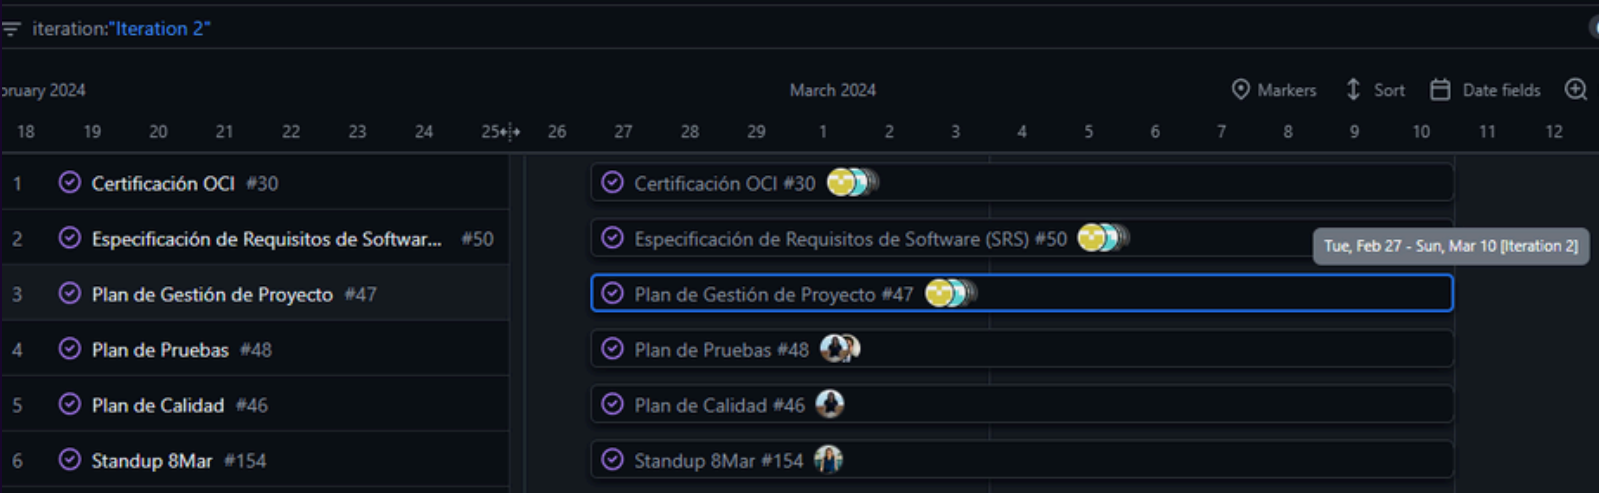 iteration:"Iteration 2"
2024
March 2024
Markers
Sort
Date fields
18 19 20 21 22 23 24 25 26 27 28 29 1 2 3 4 5 6 7 8 9 10 11 12
1 Certificación OCI #30 Certificación OCI #30
2 Especificación de Requisitos de Softwar... #50 Especificación de Requisitos de Software (SRS) #50
Tue, Feb 27 - Sun, Mar 10 [Iteration 2]
3 Plan de Gestión de Proyecto #47 Plan de Gestión de Proyecto #47
4 Plan de Pruebas #48 Plan de Pruebas #48
5 Plan de Calidad #46 Plan de Calidad #46
6 Standup 8Mar #154 Standup 8Mar #154